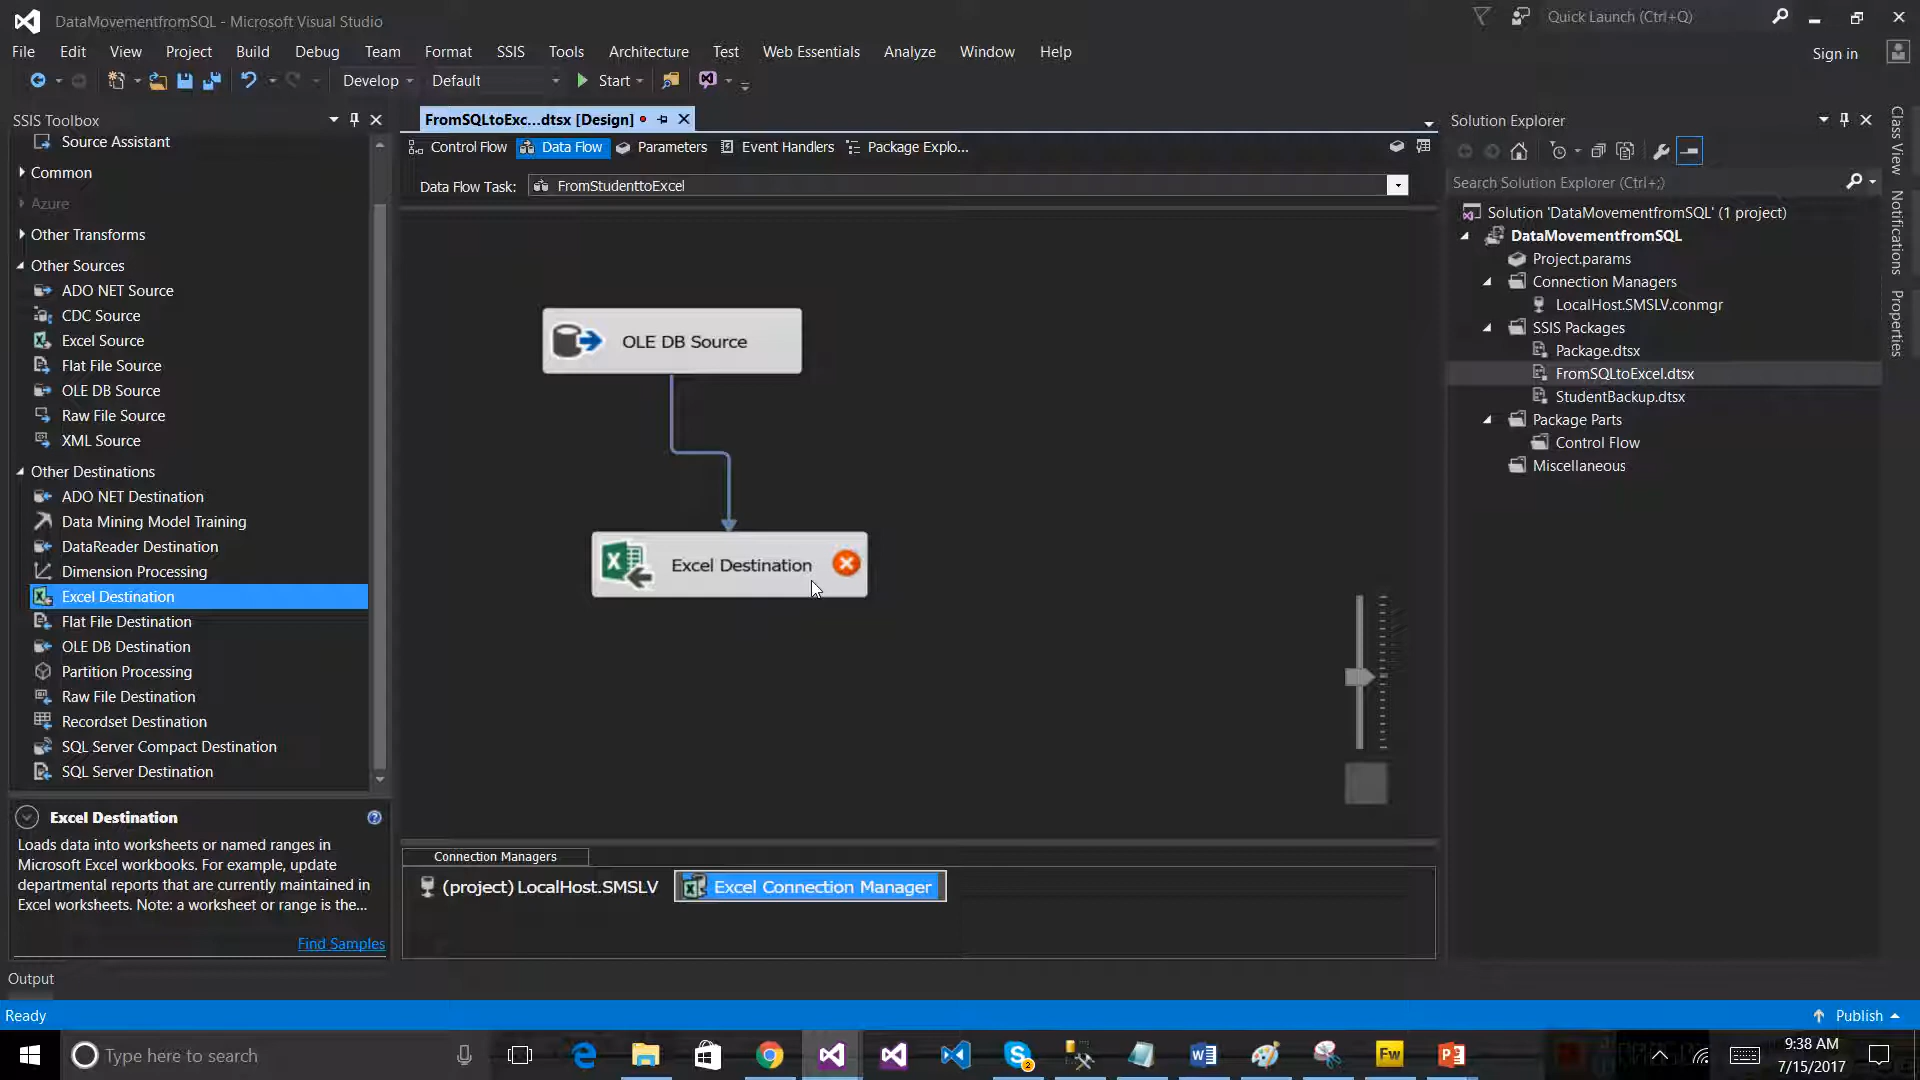 DataMovementfromSQL - Microsoft Visual Studio
Quick Launch (Ctrl+Q)
File Edit View Project Build Debug Team Format SSIS Tools Architecture Test Web Essentials Analyze Window Help
Sign in
Develop Default Start
SSIS Toolbox
Source Assistant
Common
Azure
Other Transforms
Other Sources
ADO NET Source
CDC Source
Excel Source
Flat File Source
OLE DB Source
Raw File Source
XML Source
Other Destinations
ADO NET Destination
Data Mining Model Training
DataReader Destination
Dimension Processing
Excel Destination
Flat File Destination
OLE DB Destination
Partition Processing
Raw File Destination
Recordset Destination
SQL Server Compact Destination
SQL Server Destination
Excel Destination
Loads data into worksheets or named ranges in
Microsoft Excel workbooks. For example, update
departmental reports that are currently maintained in
Excel worksheets. Note: a worksheet or range is the...
Find Samples
Output
Ready
FromSQLtoExc...dtsx [Design]
Control Flow Data Flow Parameters Event Handlers Package Explo...
Data Flow Task: FromStudenttoExcel
OLE DB Source
Excel Destination
Connection Managers
(project) LocalHost.SMSLV Excel Connection Manager
Solution Explorer
Search Solution Explorer (Ctrl+;)
Solution 'DataMovementfromSQL' (1 project)
DataMovementfromSQL
Project.params
Connection Managers
LocalHost.SMSLV.conmgr
SSIS Packages
Package.dtsx
FromSQLtoExcel.dtsx
StudentBackup.dtsx
Package Parts
Control Flow
Miscellaneous
Class View
Notifications
Properties
Publish
Type here to search
2
Fw
9:38 AM
7/15/2017